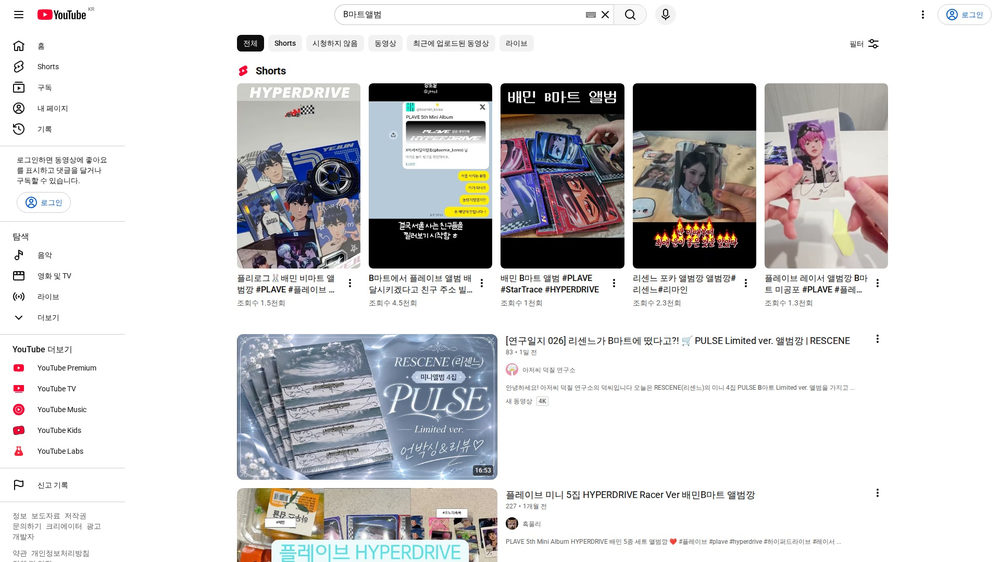 YouTube KR
B마트앨범
로그인
홈
Shorts
구독
내 페이지
기록
로그인하면 동영상에 좋아요
를 표시하고 댓글을 달거나
구독할 수 있습니다.
로그인
탐색
음악
영화 및 TV
라이브
더보기
YouTube 더보기
YouTube Premium
YouTube TV
YouTube Music
YouTube Kids
YouTube Labs
신고 기록
정보 보도자료 저작권
문의하기 크리에이터 광고
개발자
약관 개인정보처리방침
전체
Shorts
시청하지 않음
동영상
최근에 업로드된 동영상
라이브
필터
Shorts
HYPERDRIVE
YEJUN
플리로그🐰배민 비마트 앨
범깡 #PLAVE #플레이브 ...
조회수 1.5천회
PLAVE 5th Mini Album
PLAVE
HYPERDRIVE
결국 서울 사는 친구들을
찔러보기 시작함 ㅎ
B마트에서 플레이브 앨범 배
달시키겠다고 친구 주소 빌...
조회수 4.5천회
배민 B마트 앨범
배민 B마트 앨범 #PLAVE
#StarTrace #HYPERDRIVE
조회수 1천회
리센느 포카 앨범깡 앨범깡#
리센느#리마인
조회수 2.3천회
플레이브 레이서 앨범깡 B마
트 미공포 #PLAVE #플레...
조회수 1.3천회
RESCENE (리센느)
미니앨범 4집
PULSE
Limited ver.
언박싱&리뷰♡
16:53
[연구일지 026] 리센느가 B마트에 떴다고?! 🛒 PULSE Limited ver. 앨범깡 | RESCENE
83 • 1일 전
아저씨 덕질 연구소
안녕하세요! 아저씨 덕질 연구소의 덕씨입니다 오늘은 RESCENE(리센느)의 미니 4집 PULSE B마트 Limited ver. 앨범을 가지고 ...
새 동영상 4K
플레이브 HYPERDRIVE
플레이브 미니 5집 HYPERDRIVE Racer Ver 배민B마트 앨범깡
227 • 1개월 전
흑율리
PLAVE 5th Mini Album HYPERDRIVE 배민 5종 세트 앨범깡 ❤️ #플레이브 #plave #hyperdrive #하이퍼드라이브 #레이서 ...